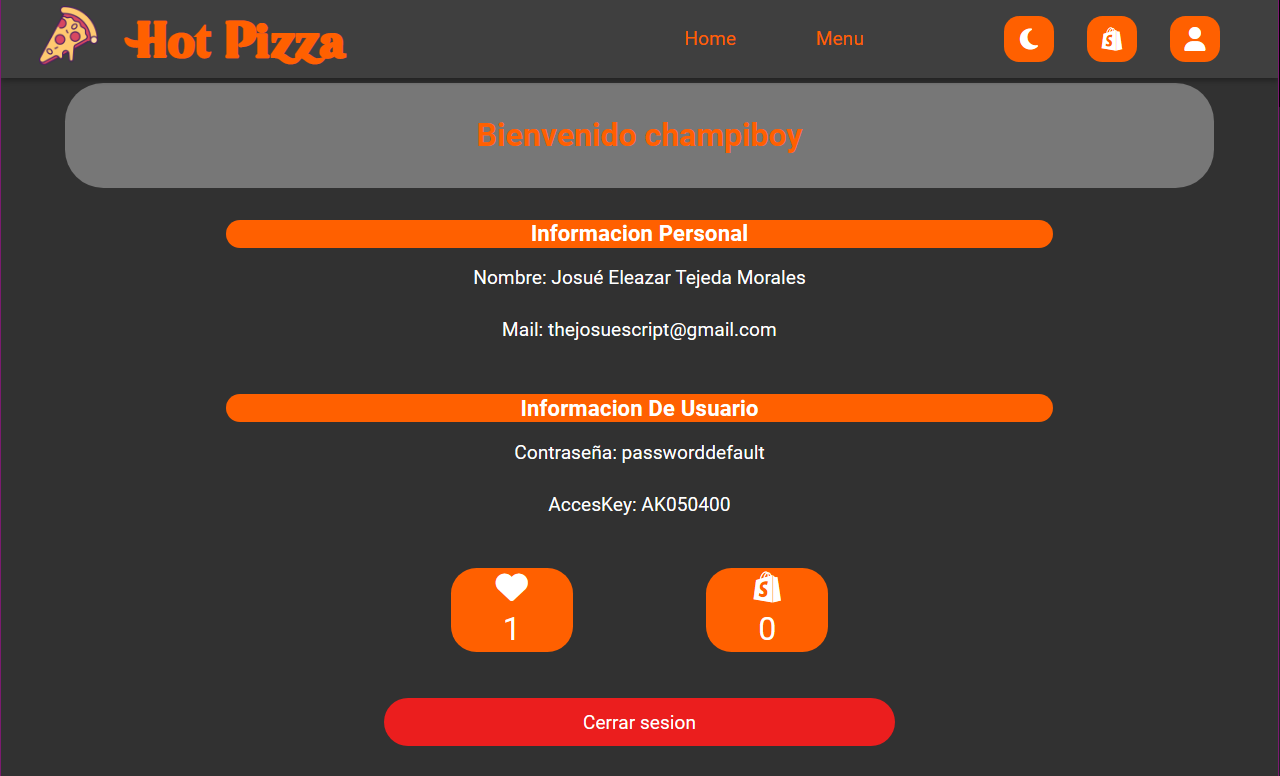 Hot Pizza
Home
Menu
Bienvenido champiboy
Informacion Personal
Nombre: Josué Eleazar Tejeda Morales
Mail: thejosuescript@gmail.com
Informacion De Usuario
Contraseña: passworddefault
AccesKey: AK050400
1
0
Cerrar sesion